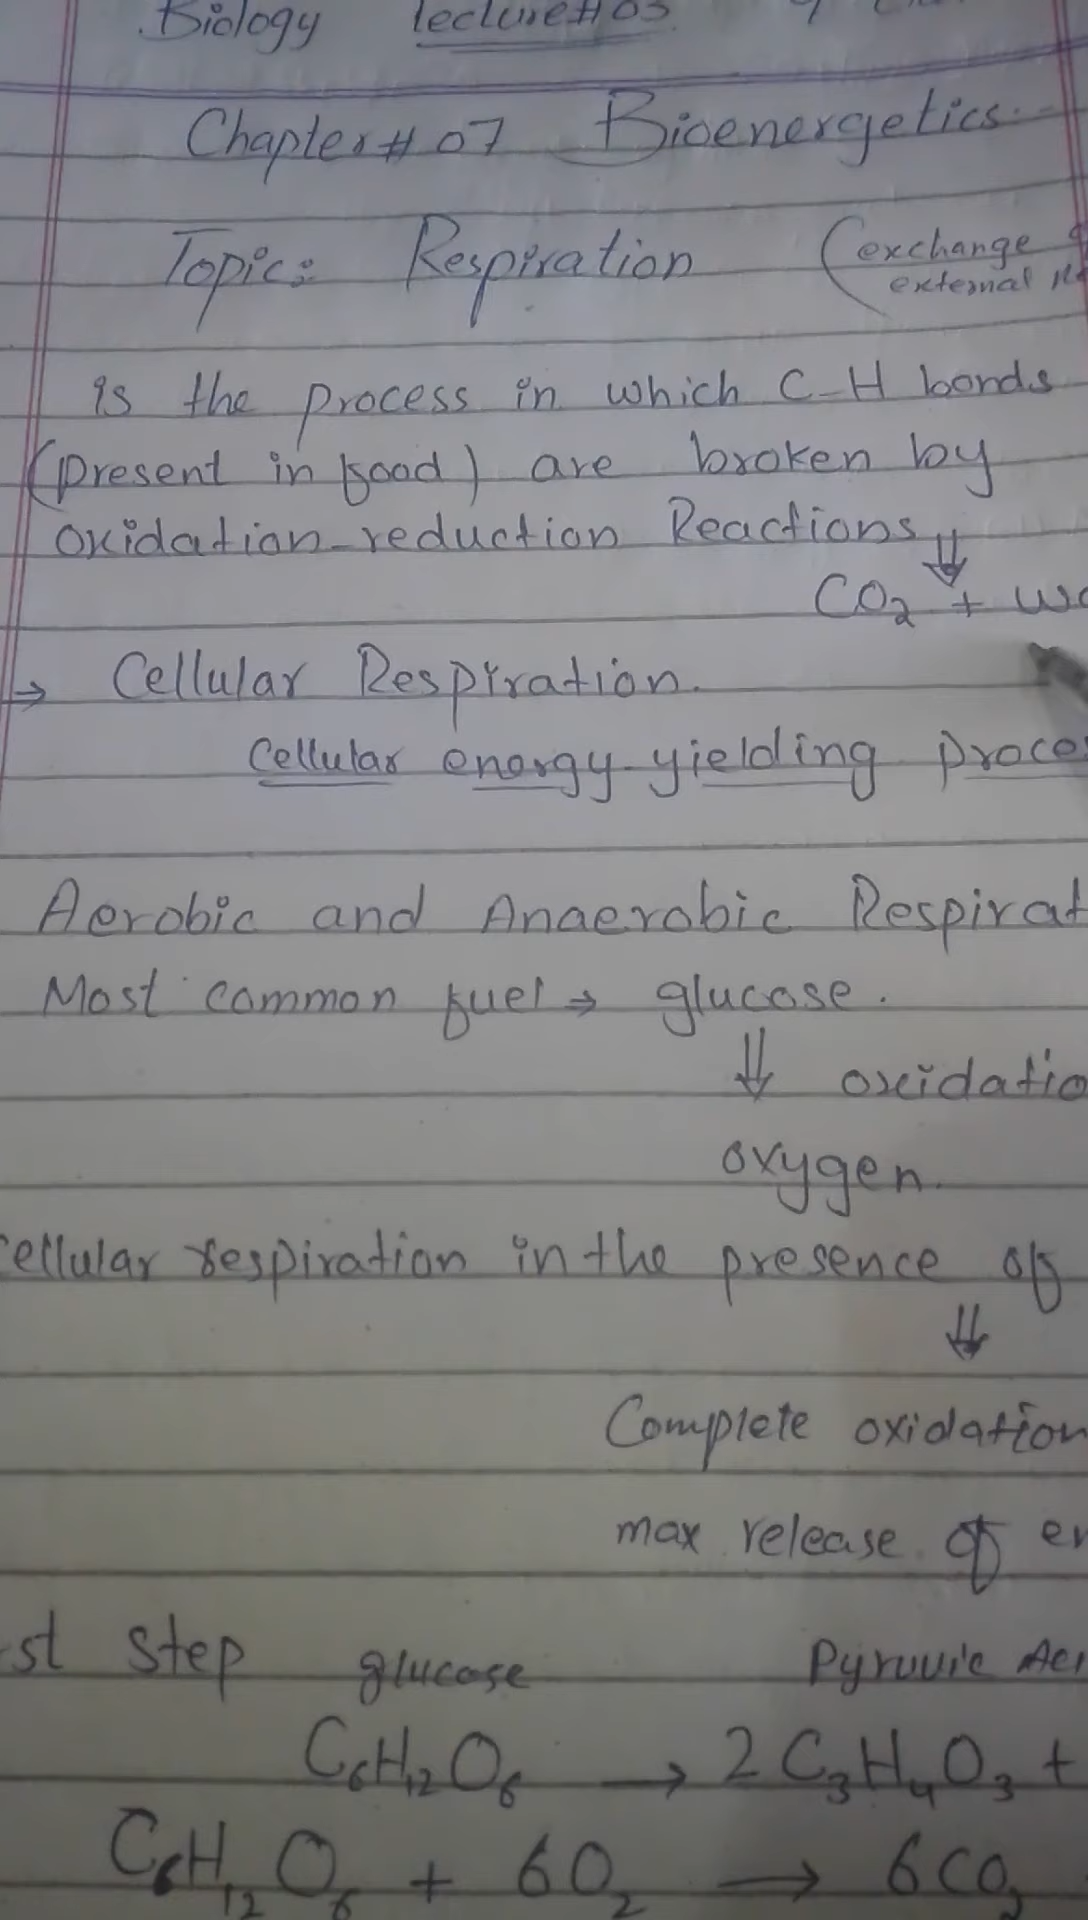 Biology lecture#03
Chapter# 07 Bioenergetics
Topic: Respiration (exchange
external
is the process in which C-H bonds
(present in food) are broken by
oxidation-reduction Reactions
⇓
CO₂ +
→ Cellular Respiration.
Cellular energy-yielding
Aerobic and Anaerobic
Most common fuel ⇒ glucose.
⇓
oxygen.
respiration in the presence of
⇓
Complete oxidation
max release of
step glucose Pyruvic
C₆H₁₂O₆ → 2C₃H₄O₃ +
C₆H₁₂O₆ + 6O₂ → 6CO₂